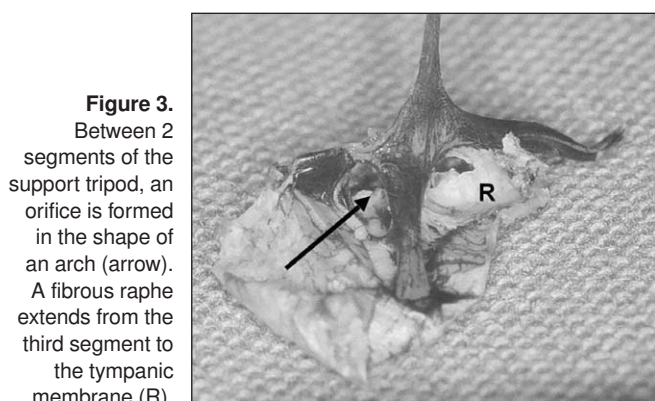 Figure 3.
Between 2
segments of the
support tripod, an
orifice is formed
in the shape of
an arch (arrow).
A fibrous raphe
extends from the
third segment to
the tympanic
membrane (R).
R